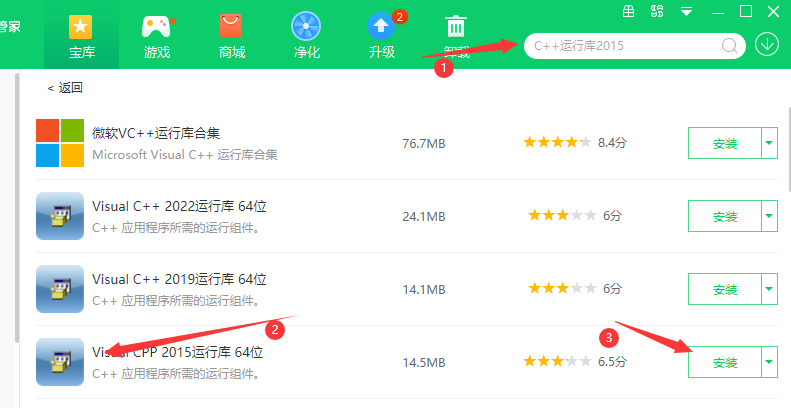 管家
宝库
游戏
商城
净化
2
升级
卸载
1
C++运行库2015
< 返回
微软VC++运行库合集
Microsoft Visual C++ 运行库合集
76.7MB
8.4分
安装
Visual C++ 2022运行库 64位
C++ 应用程序所需的运行组件。
24.1MB
6分
安装
Visual C++ 2019运行库 64位
C++ 应用程序所需的运行组件。
14.1MB
6分
安装
2
3
Visual CPP 2015运行库 64位
C++ 应用程序所需的运行组件。
14.5MB
6.5分
安装